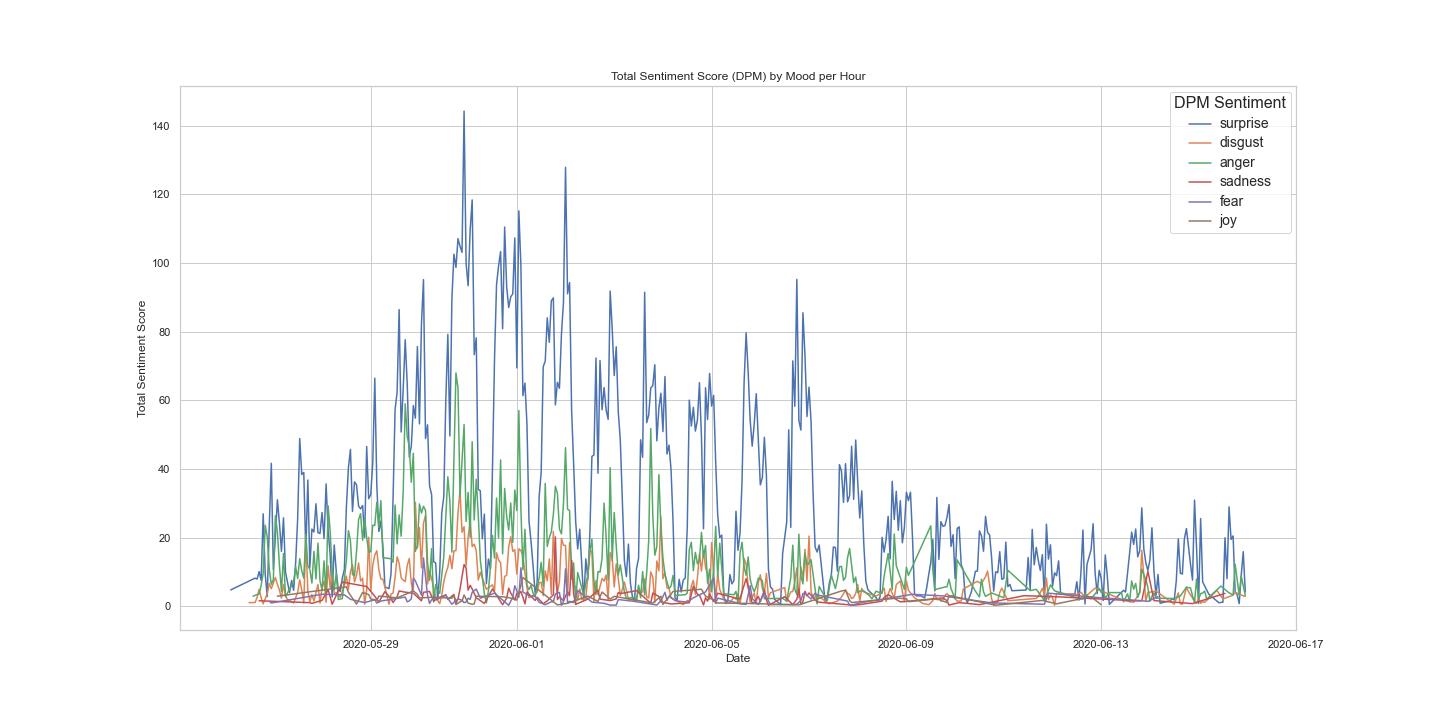 Total Sentiment Score (DPM) by Mood per Hour
DPM Sentiment
surprise
disgust
anger
sadness
fear
joy
Total Sentiment Score
140
120
100
80
60
40
20
0
2020-05-29
2020-06-01
2020-06-05
2020-06-09
2020-06-13
2020-06-17
Date